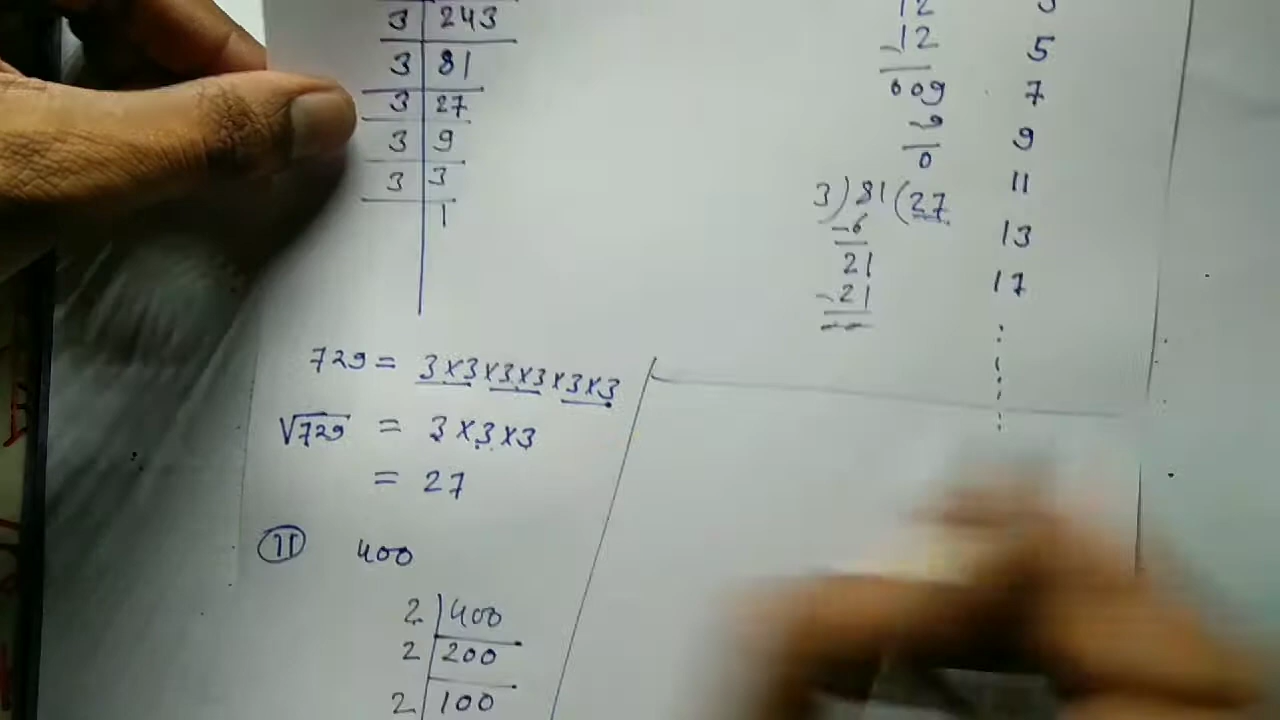 3 | 243
3 | 81
3 | 27
3 | 9
3 | 3
1
729 = 3×3×3×3×3×3
√729 = 3×3×3
= 27
II 400
2 | 400
2 | 200
2 | 100
12
-12
009
-9
0
3)81(27
-6
21
-21
5
7
9
11
13
17